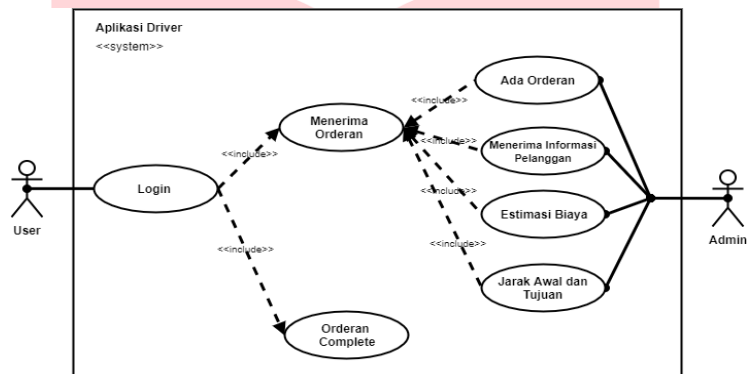 Aplikasi Driver
<<system>>
Ada Orderan
<<include>>
Menerima
Orderan
<<include>>
Menerima Informasi
Pelanggan
<<include>>
Login
<<include>>
Estimasi Biaya
User
Admin
<<include>>
<<include>>
Jarak Awal dan
Tujuan
Orderan
Complete